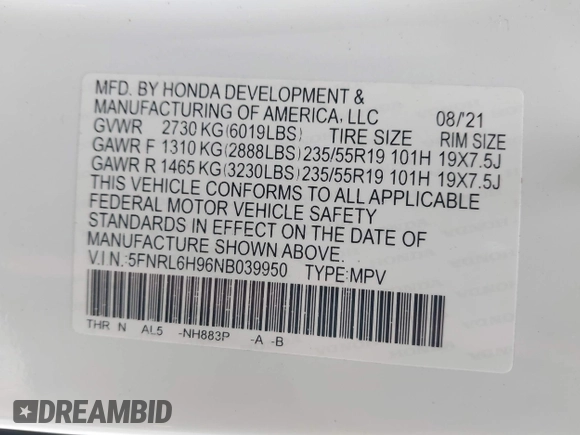 MFD. BY HONDA DEVELOPMENT &
MANUFACTURING OF AMERICA, LLC 08/'21
GVWR 2730 KG(6019LBS) TIRE SIZE RIM SIZE
GAWR F 1310 KG(2888LBS) 235/55R19 101H 19X7.5J
GAWR R 1465 KG(3230LBS) 235/55R19 101H 19X7.5J
THIS VEHICLE CONFORMS TO ALL APPLICABLE
FEDERAL MOTOR VEHICLE SAFETY
STANDARDS IN EFFECT ON THE DATE OF
MANUFACTURE SHOWN ABOVE.
V.I.N.:5FNRL6H96NB039950 TYPE:MPV
THR N AL5 -NH883P -A -B
DREAMBID